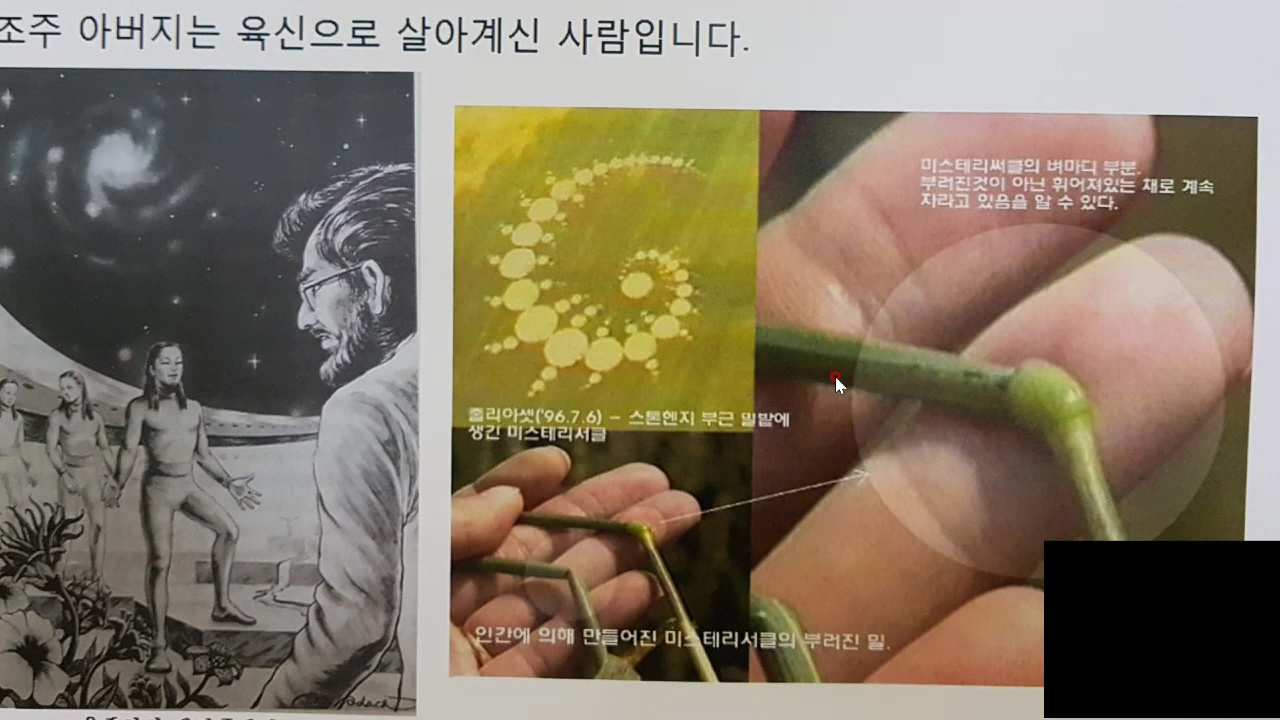 조주 아버지는 육신으로 살아계신 사람입니다.
미스테리써클의 벼마디 부분.
부러진것이 아닌 휘어져있는 채로 계속
자라고 있음을 알 수 있다.
줄리아셋('96.7.6) - 스톤헨지 부근 밀밭에
생긴 미스테리서클
인간에 의해 만들어진 미스테리서클의 부러진 밀.